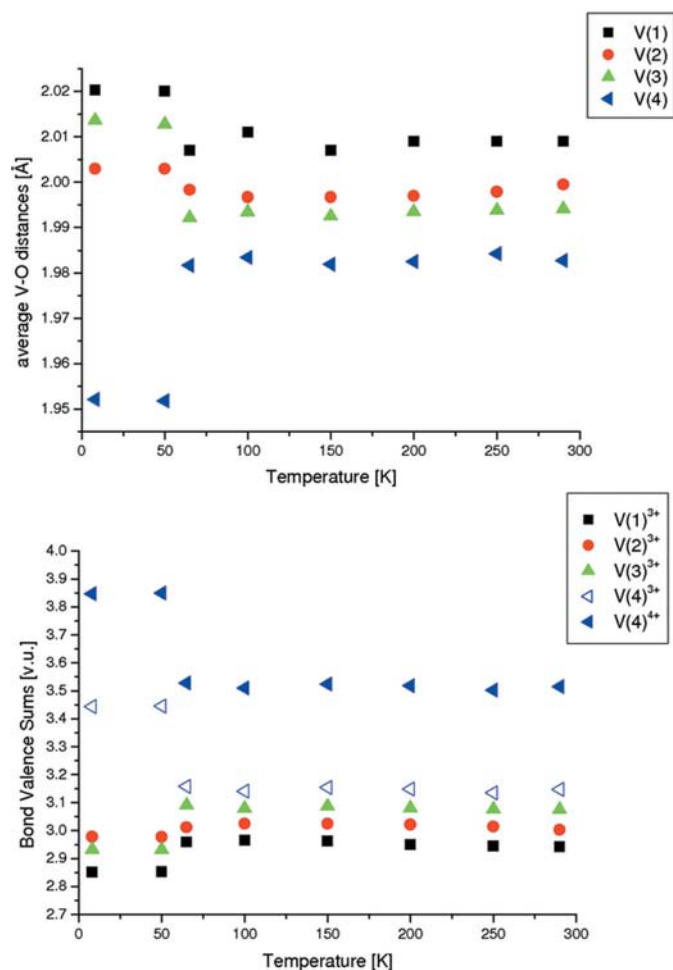 V(1)
V(2)
V(3)
V(4)
2.02
2.01
2.00
1.99
1.98
1.97
1.96
1.95
average V-O distances [Å]
0 50 100 150 200 250 300
Temperature [K]
V(1)3+
V(2)3+
V(3)3+
V(4)3+
V(4)4+
4.0
3.9
3.8
3.7
3.6
3.5
3.4
3.3
3.2
3.1
3.0
2.9
2.8
2.7
Bond Valence Sums [v.u.]
0 50 100 150 200 250 300
Temperature [K]